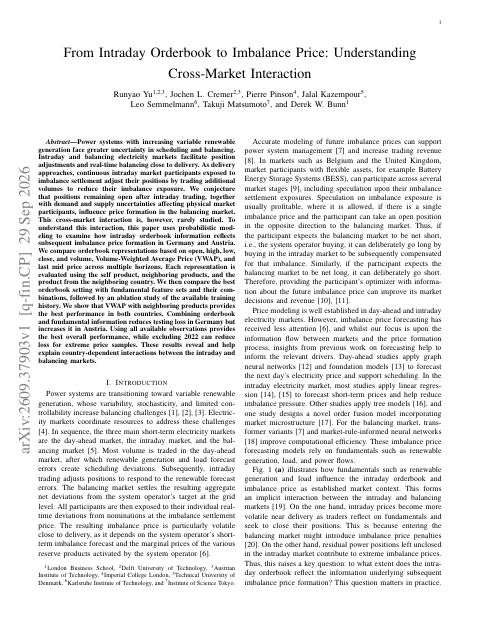 1
From Intraday Orderbook to Imbalance Price: Understanding
Cross-Market Interaction
Runyao Yu1,2,3, Jochen L. Cremer2,3, Pierre Pinson4, Jalal Kazempour5,
Leo Semmelmann6, Takuji Matsumoto7, and Derek W. Bunn1
arXiv:2609.37903v1 [q-fin.CP] 29 Sep 2026
Abstract—Power systems with increasing variable renewable
generation face greater uncertainty in scheduling and balancing.
Intraday and balancing electricity markets facilitate position
adjustments and real-time balancing close to delivery. As delivery
approaches, continuous intraday market participants exposed to
imbalance settlement adjust their positions by trading additional
volumes to reduce their imbalance exposure. We conjecture
that positions remaining open after intraday trading, together
with demand and supply uncertainties affecting physical market
participants, influence price formation in the balancing market.
This cross-market interaction is, however, rarely studied. To
understand this interaction, this paper uses probabilistic mod-
eling to examine how intraday orderbook information reflects
subsequent imbalance price formation in Germany and Austria.
We compare orderbook representations based on open, high, low,
close, and volume, Volume-Weighted Average Price (VWAP), and
last mid price across multiple horizons. Each representation is
evaluated using the self product, neighboring products, and the
product from the neighboring country. We then compare the best
orderbook setting with fundamental feature sets and their com-
binations, followed by an ablation study of the available training
history. We show that VWAP with neighboring products provides
the best performance in both countries. Combining orderbook
and fundamental information reduces testing loss in Germany but
increases it in Austria. Using all available observations provides
the best overall performance, while excluding 2022 can reduce
loss for extreme price samples. These results reveal and help
explain country-dependent interactions between the intraday and
balancing markets.
I. Introduction
Power systems are transitioning toward variable renewable
generation, whose variability, stochasticity, and limited con-
trollability increase balancing challenges [1], [2], [3]. Electric-
ity markets coordinate resources to address these challenges
[4]. In sequence, the three main short-term electricity markets
are the day-ahead market, the intraday market, and the bal-
ancing market [5]. Most volume is traded in the day-ahead
market, after which renewable generation and load forecast
errors create scheduling deviations. Subsequently, intraday
trading adjusts positions to respond to the renewable forecast
errors. The balancing market settles the resulting aggregate
net deviations from the system operator's target at the grid
level. All participants are then exposed to their individual real-
time deviations from nominations at the imbalance settlement
price. The resulting imbalance price is particularly volatile
close to delivery, as it depends on the system operator's short-
term imbalance forecast and the marginal prices of the various
reserve products activated by the system operator [6].
1London Business School, 2Delft University of Technology, 3Austrian
Institute of Technology, 4Imperial College London, 5Technical University of
Denmark, 6Karlsruhe Institute of Technology, and 7Institute of Science Tokyo.
Accurate modeling of future imbalance prices can support
power system management [7] and increase trading revenue
[8]. In markets such as Belgium and the United Kingdom,
market participants with flexible assets, for example Battery
Energy Storage Systems (BESS), can participate across several
market stages [9], including speculation upon their imbalance
settlement exposures. Speculation on imbalance exposure is
usually profitable, where it is allowed, if there is a single
imbalance price and the participant can take an open position
in the opposite direction to the balancing market. Thus, if
the participant expects the balancing market to be net short,
i.e., the system operator buying, it can deliberately go long by
buying in the intraday market to be subsequently compensated
for that imbalance. Similarly, if the participant expects the
balancing market to be net long, it can deliberately go short.
Therefore, providing the participant's optimizer with informa-
tion about the future imbalance price can improve its market
decisions and revenue [10], [11].
Price modeling is well established in day-ahead and intraday
electricity markets. However, imbalance price forecasting has
received less attention [6], and whilst our focus is upon the
information flow between markets and the price formation
process, insights from previous work on forecasting help to
inform the relevant drivers. Day-ahead studies apply graph
neural networks [12] and foundation models [13] to forecast
the next day's electricity price and support scheduling. In the
intraday electricity market, most studies apply linear regres-
sion [14], [15] to forecast short-term prices and help reduce
imbalance pressure. Other studies apply tree models [16], and
one study designs a novel order fusion model incorporating
market microstructure [17]. For the balancing market, trans-
former variants [7] and market-rule-informed neural networks
[18] improve computational efficiency. These imbalance price
forecasting models rely on fundamentals such as renewable
generation, load, and power flows.
Fig. 1 (a) illustrates how fundamentals such as renewable
generation and load influence the intraday orderbook and
imbalance price as established market context. This forms
an implicit interaction between the intraday and balancing
markets [19]. On the one hand, intraday prices become more
volatile near delivery as traders reflect on fundamentals and
seek to close their positions. This is because entering the
balancing market might introduce imbalance price penalties
[20]. On the other hand, residual power positions left unclosed
in the intraday market contribute to extreme imbalance prices.
Thus, this raises a key question: to what extent does the intra-
day orderbook reflect the information underlying subsequent
imbalance price formation? This question matters in practice.